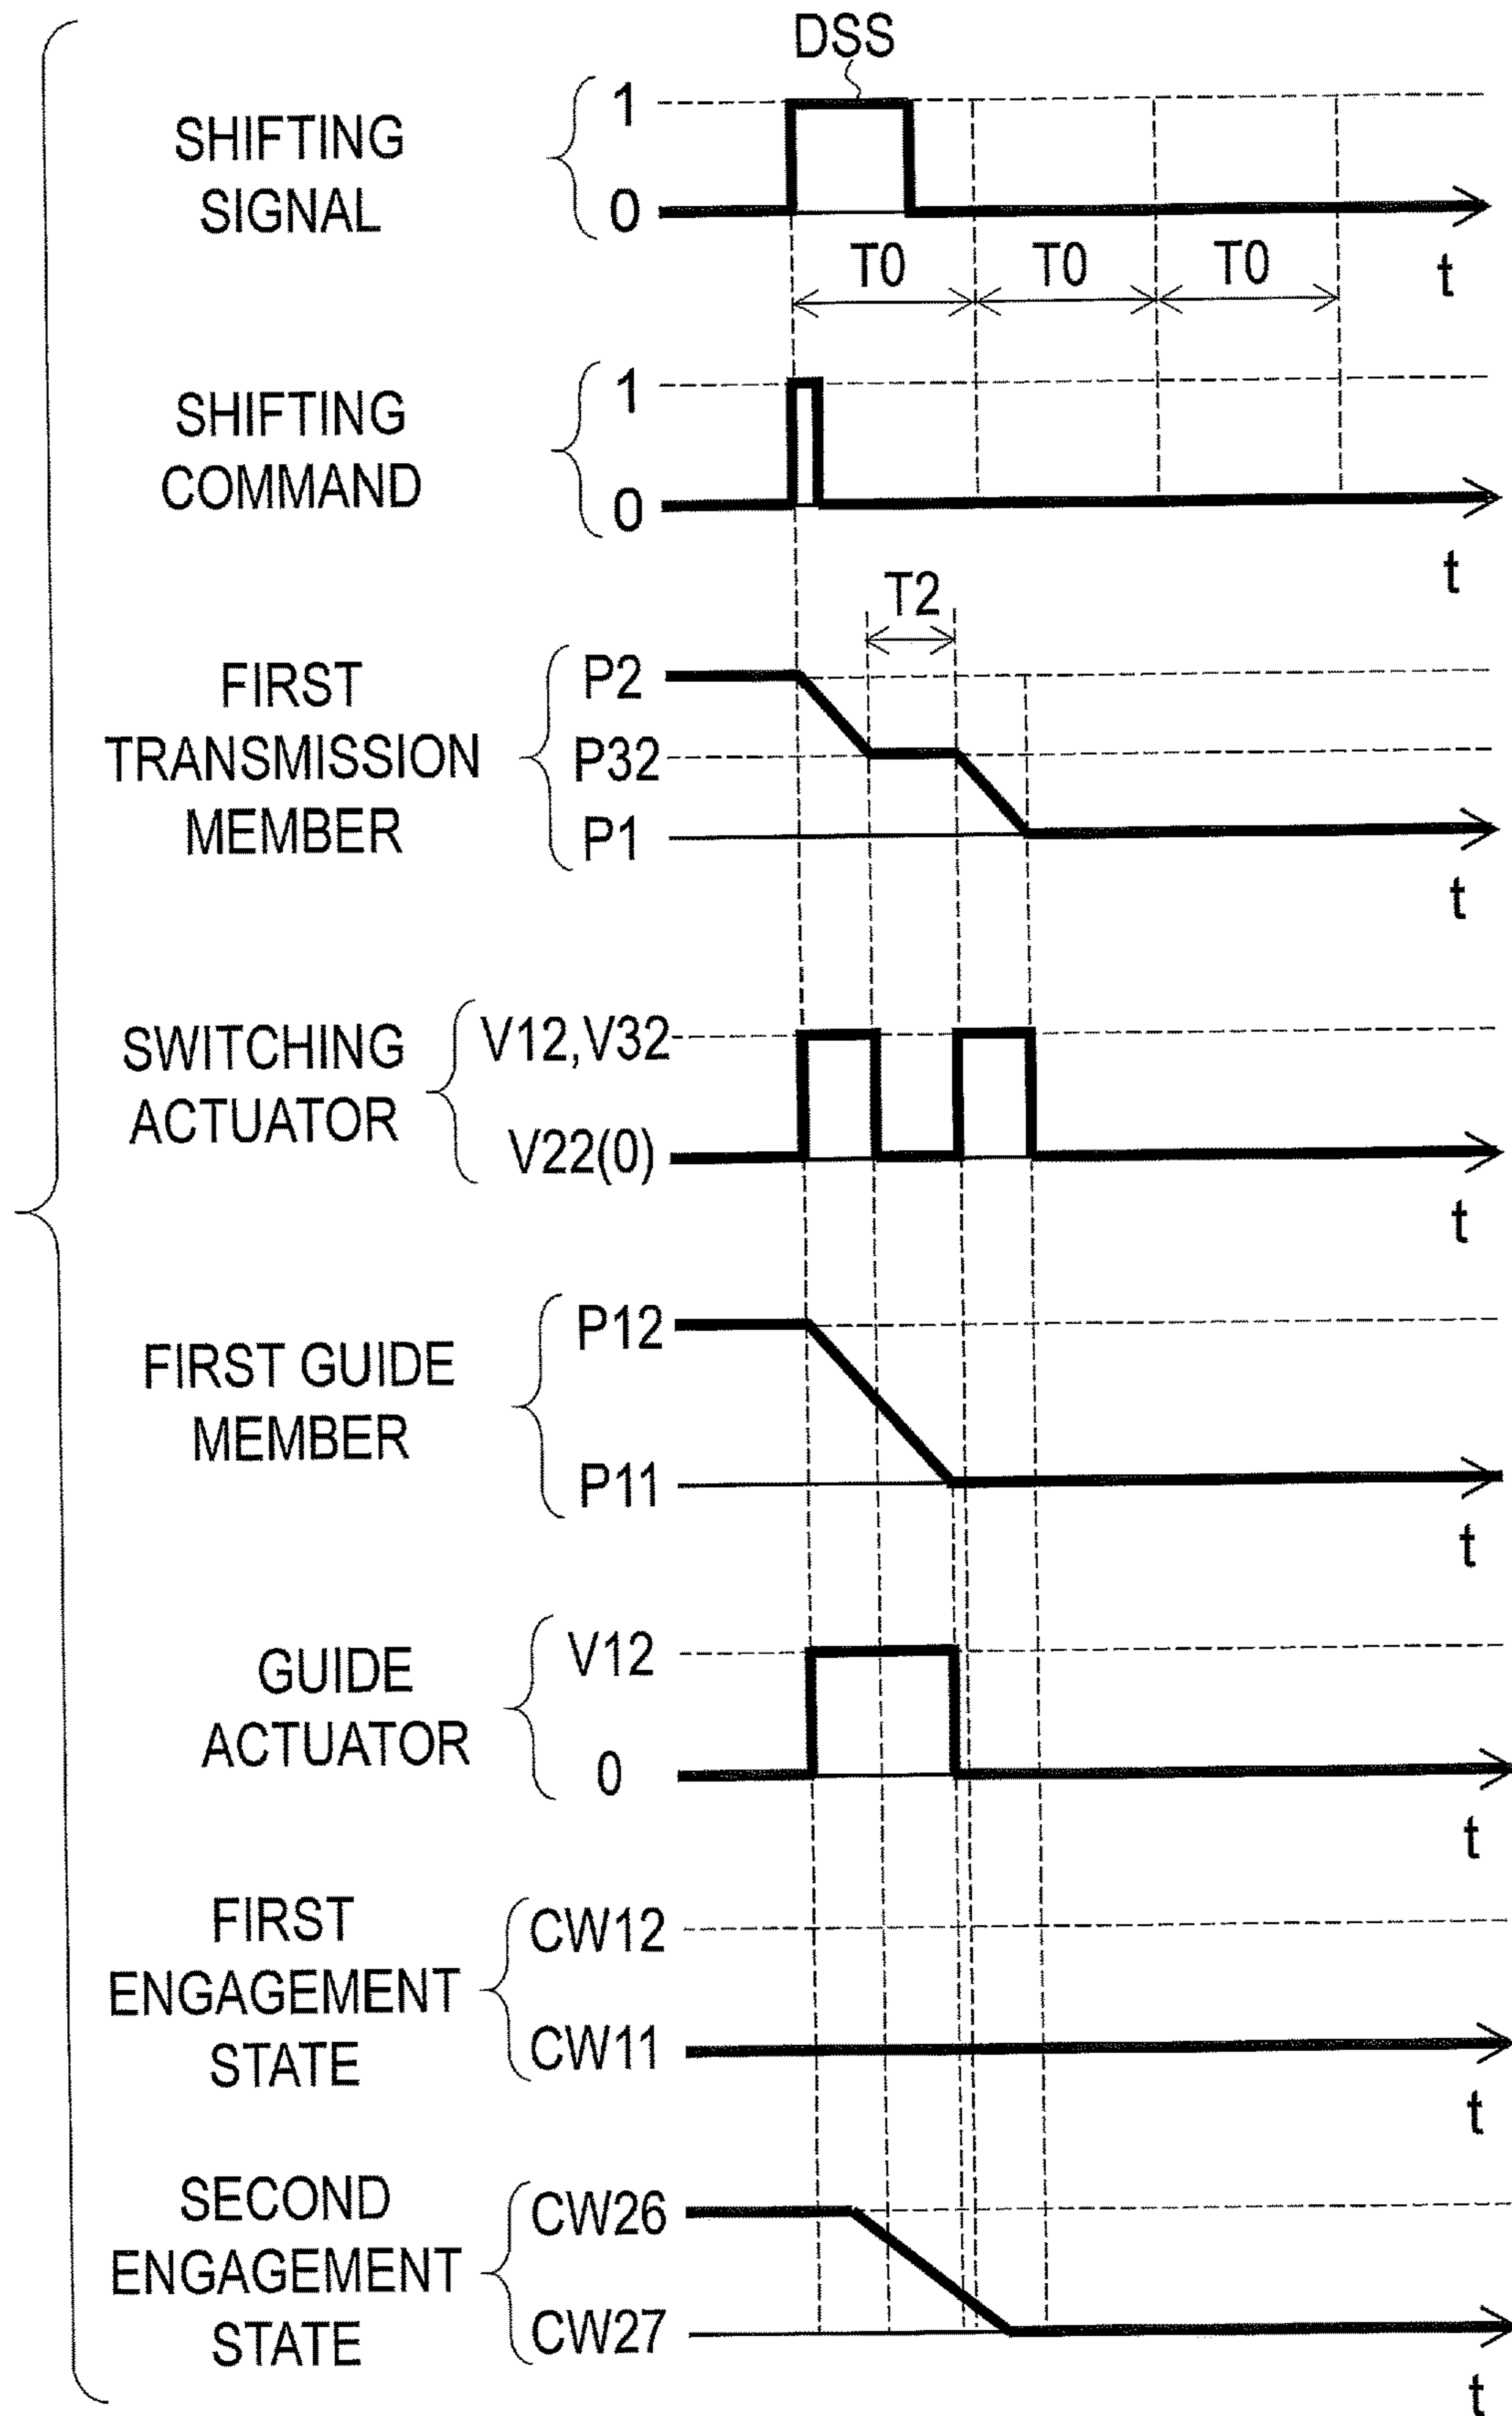 DSS
SHIFTING
SIGNAL
1
0
T0
T0
T0
t
SHIFTING
COMMAND
1
0
t
T2
FIRST
TRANSMISSION
MEMBER
P2
P32
P1
t
SWITCHING
ACTUATOR
V12,V32
V22(0)
t
FIRST GUIDE
MEMBER
P12
P11
t
GUIDE
ACTUATOR
V12
0
t
FIRST
ENGAGEMENT
STATE
CW12
CW11
t
SECOND
ENGAGEMENT
STATE
CW26
CW27
t